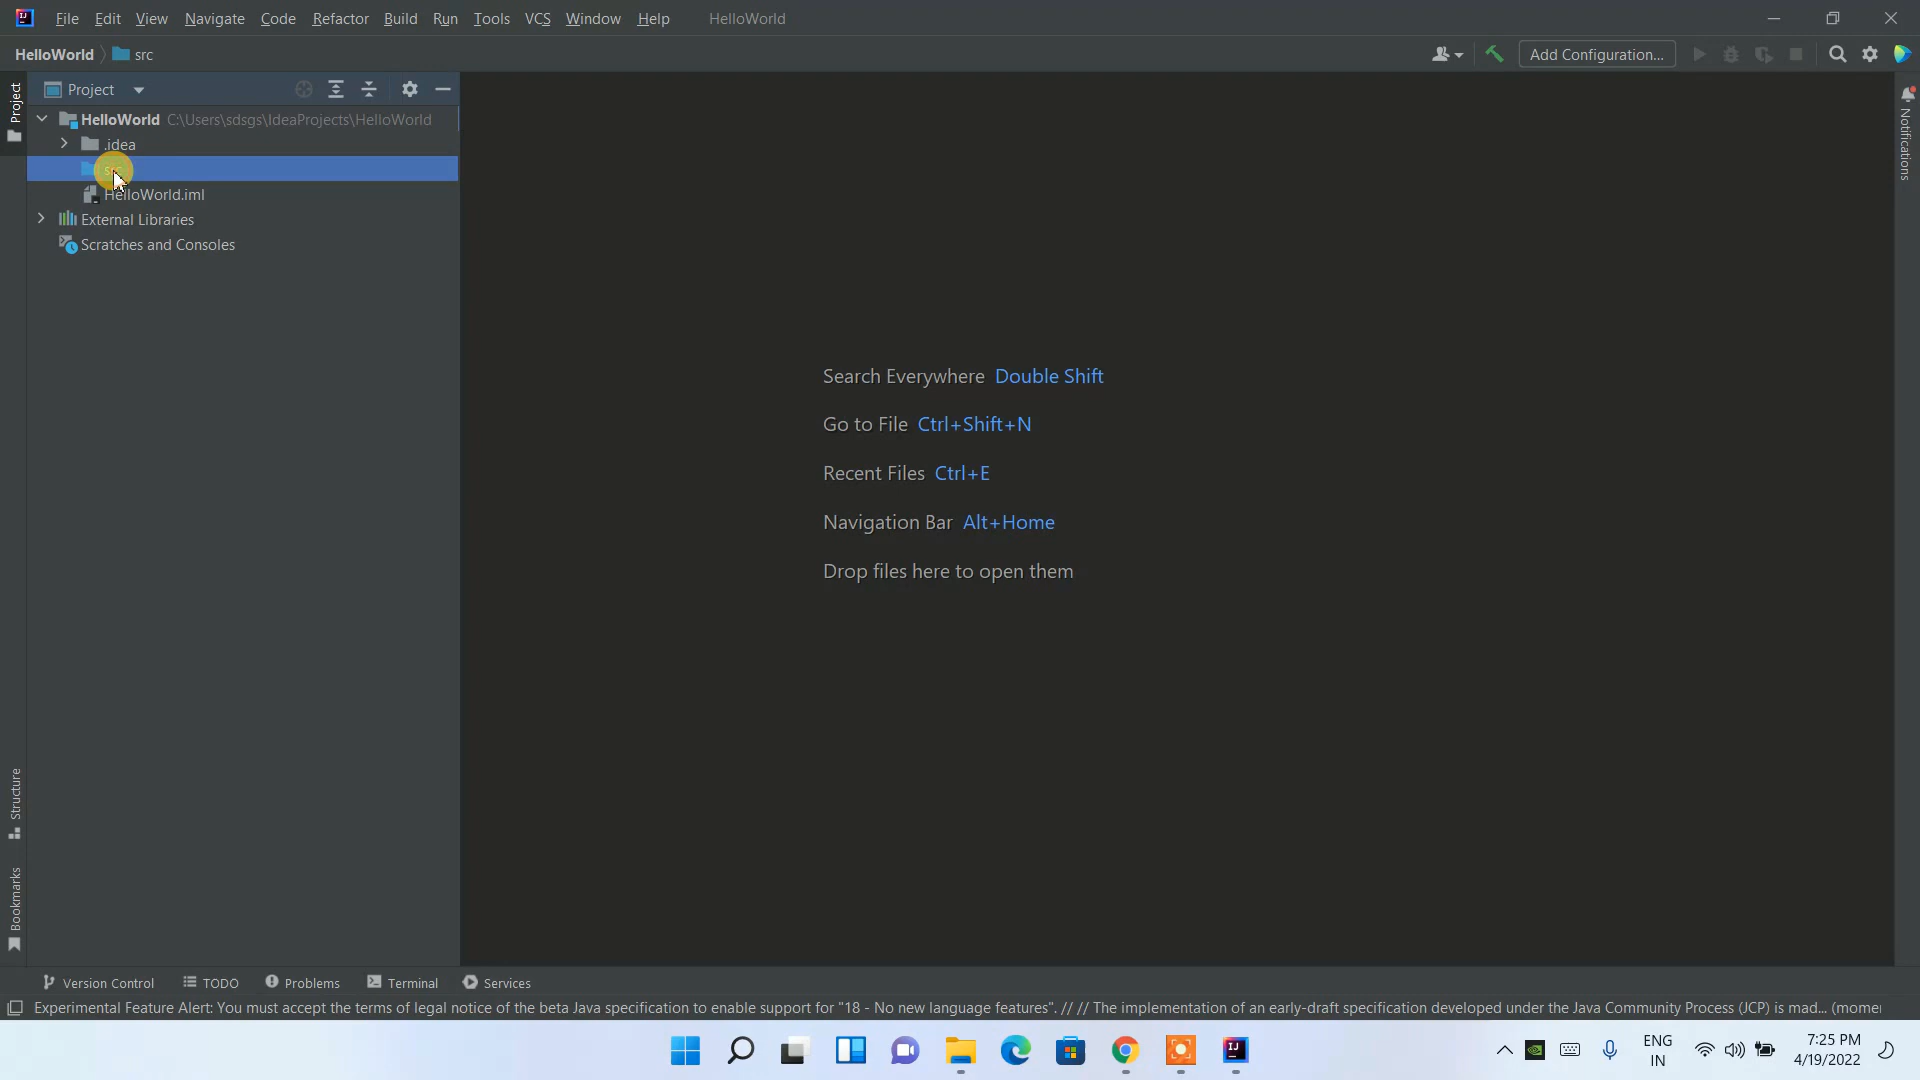 File Edit View Navigate Code Refactor Build Run Tools VCS Window Help HelloWorld
HelloWorld src Add Configuration...
Project
Project
HelloWorld C:\Users\sdsgs\IdeaProjects\HelloWorld
.idea
src
HelloWorld.iml
External Libraries
Scratches and Consoles
Notifications
Search Everywhere Double Shift
Go to File Ctrl+Shift+N
Recent Files Ctrl+E
Navigation Bar Alt+Home
Drop files here to open them
Structure
Bookmarks
Version Control TODO Problems Terminal Services
Experimental Feature Alert: You must accept the terms of legal notice of the beta Java specification to enable support for "18 - No new language features". // // The implementation of an early-draft specification developed under the Java Community Process (JCP) is mad... (momen
ENG 7:25 PM
IN 4/19/2022